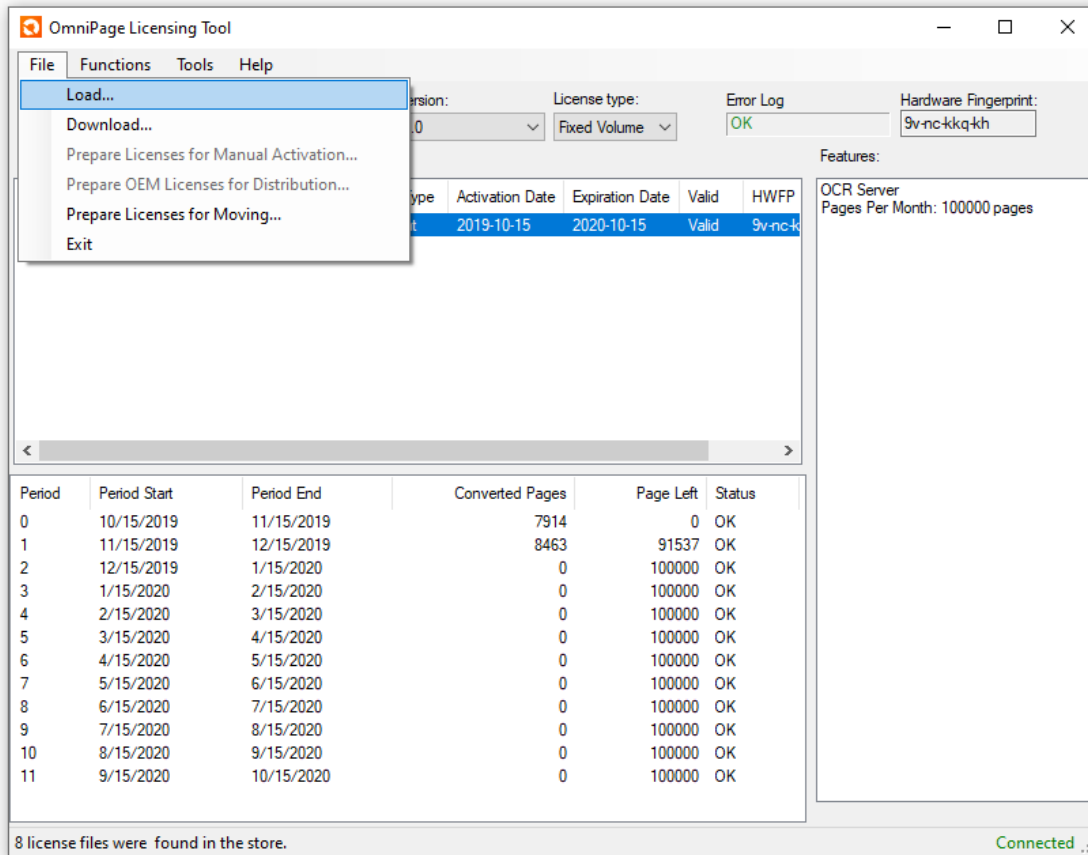 OmniPage Licensing Tool
File Functions Tools Help
Load...
Download...
Prepare Licenses for Manual Activation...
Prepare OEM Licenses for Distribution...
Prepare Licenses for Moving...
Exit
License type: Error Log Hardware Fingerprint:
.0 Fixed Volume OK 9v-nc-kkq-kh
Features:
Activation Date Expiration Date Valid HWFP
2019-10-15 2020-10-15 Valid 9v-nc-k
OCR Server
Pages Per Month: 100000 pages
Period Period Start Period End Converted Pages Page Left Status
0 10/15/2019 11/15/2019 7914 0 OK
1 11/15/2019 12/15/2019 8463 91537 OK
2 12/15/2019 1/15/2020 0 100000 OK
3 1/15/2020 2/15/2020 0 100000 OK
4 2/15/2020 3/15/2020 0 100000 OK
5 3/15/2020 4/15/2020 0 100000 OK
6 4/15/2020 5/15/2020 0 100000 OK
7 5/15/2020 6/15/2020 0 100000 OK
8 6/15/2020 7/15/2020 0 100000 OK
9 7/15/2020 8/15/2020 0 100000 OK
10 8/15/2020 9/15/2020 0 100000 OK
11 9/15/2020 10/15/2020 0 100000 OK
8 license files were found in the store. Connected